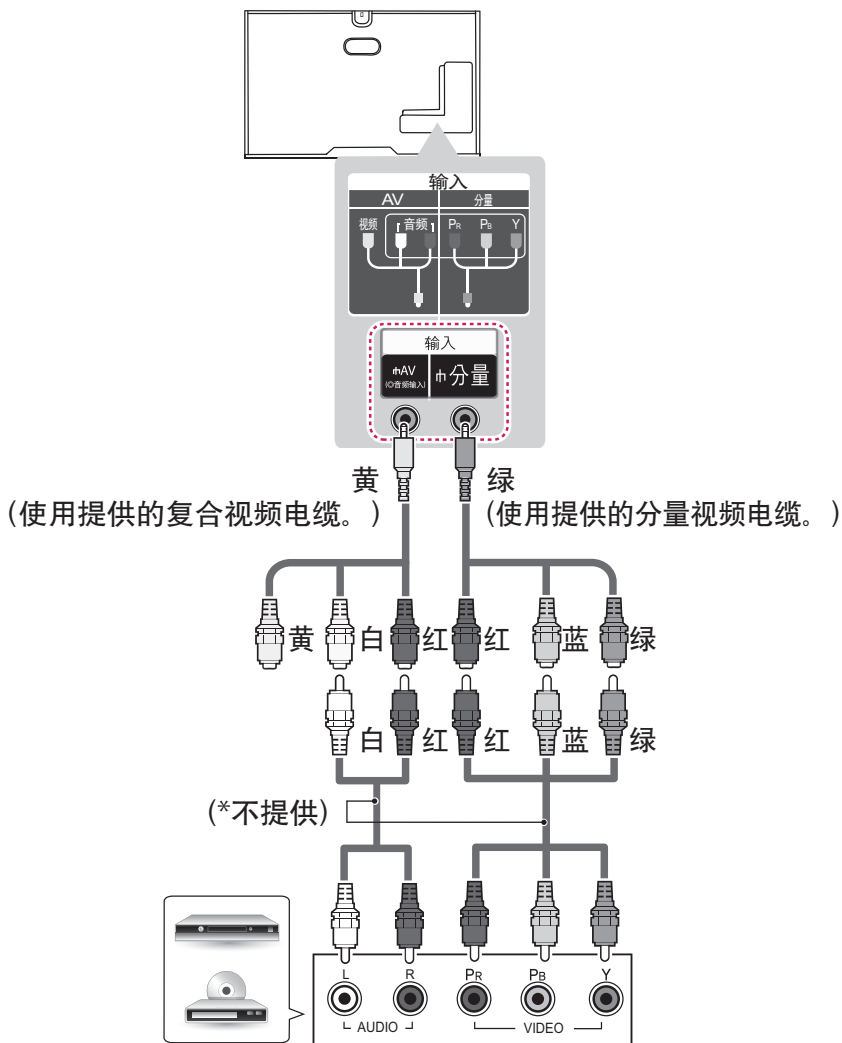 输入
AV 分量
视频 音频 PR PB Y
输入
AV 分量
(音频输入)
黄 绿
(使用提供的复合视频电缆。) (使用提供的分量视频电缆。)
黄 白 红 红 蓝 绿
白 红 红 蓝 绿
(*不提供)
L R PR PB Y
AUDIO VIDEO